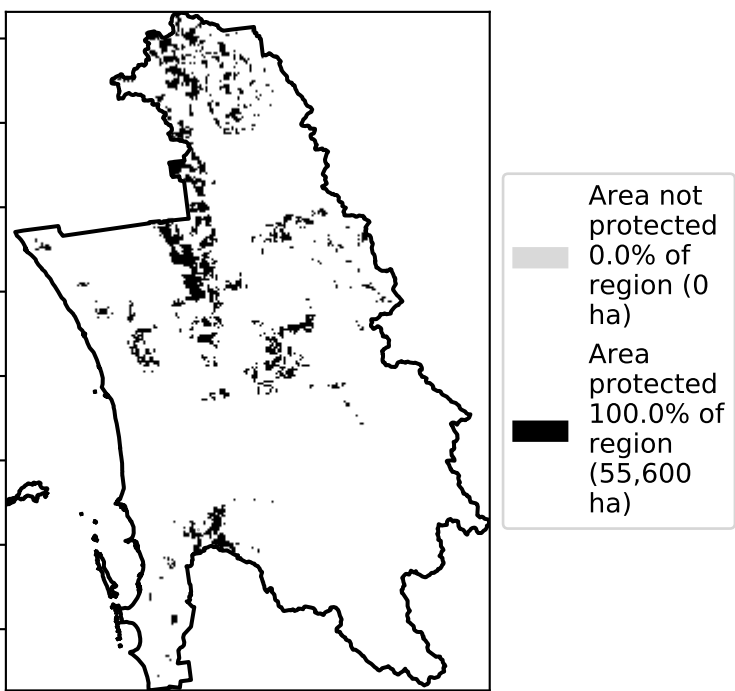 Area not
protected
0.0% of
region (0
ha)
Area
protected
100.0% of
region
(55,600
ha)